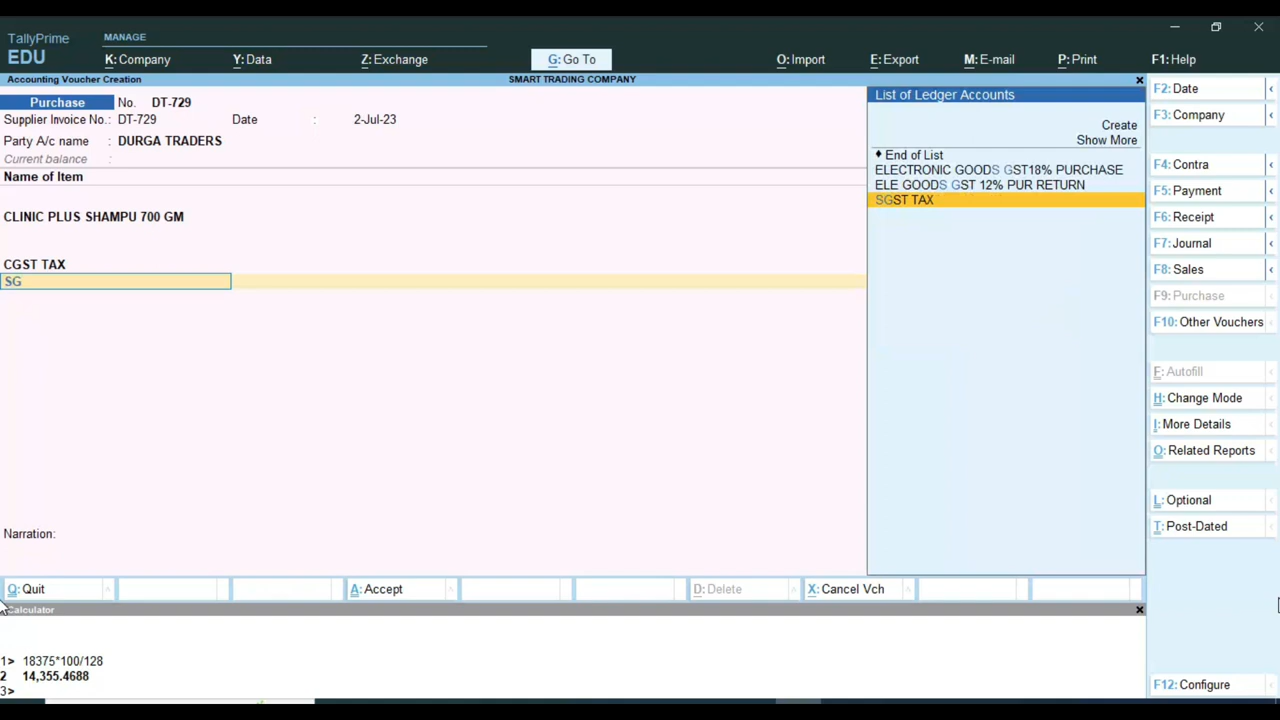 TallyPrime
EDU
MANAGE
K: Company
Y: Data
Z: Exchange
G: Go To
O: Import
E: Export
M: E-mail
P: Print
F1: Help
Accounting Voucher Creation
SMART TRADING COMPANY
Purchase No. DT-729
Supplier Invoice No.: DT-729 Date : 2-Jul-23
Party A/c name : DURGA TRADERS
Current balance :
Name of Item
CLINIC PLUS SHAMPU 700 GM
CGST TAX
SG
Narration:
List of Ledger Accounts
Create
Show More
♦ End of List
ELECTRONIC GOODS GST18% PURCHASE
ELE GOODS GST 12% PUR RETURN
SGST TAX
F2: Date
F3: Company
F4: Contra
F5: Payment
F6: Receipt
F7: Journal
F8: Sales
F9: Purchase
F10: Other Vouchers
F: Autofill
H: Change Mode
I: More Details
O: Related Reports
L: Optional
T: Post-Dated
F12: Configure
Q: Quit
A: Accept
D: Delete
X: Cancel Vch
Calculator
1> 18375*100/128
2 14,355.4688
3>